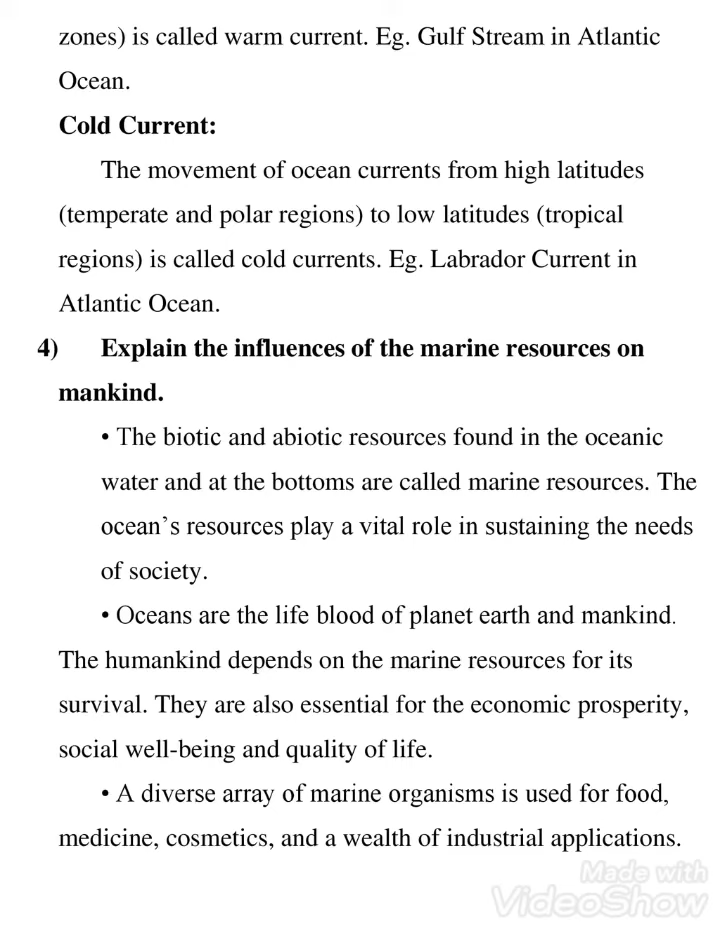 zones) is called warm current. Eg. Gulf Stream in Atlantic
Ocean.
Cold Current:
The movement of ocean currents from high latitudes
(temperate and polar regions) to low latitudes (tropical
regions) is called cold currents. Eg. Labrador Current in
Atlantic Ocean.
4) Explain the influences of the marine resources on
mankind.
• The biotic and abiotic resources found in the oceanic
water and at the bottoms are called marine resources. The
ocean’s resources play a vital role in sustaining the needs
of society.
• Oceans are the life blood of planet earth and mankind.
The humankind depends on the marine resources for its
survival. They are also essential for the economic prosperity,
social well-being and quality of life.
• A diverse array of marine organisms is used for food,
medicine, cosmetics, and a wealth of industrial applications.
Made with
VideoShow